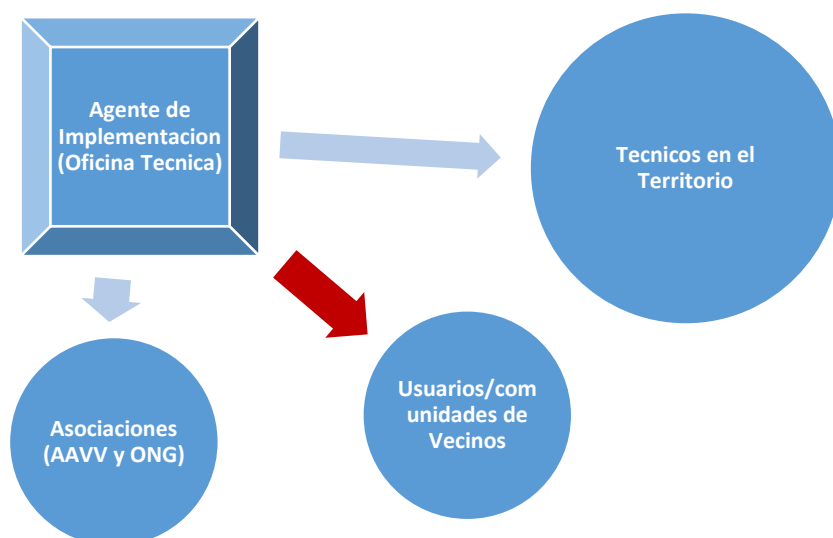 Agente de
Implementacion
(Oficina Tecnica)
Tecnicos en el
Territorio
Usuarios/com
unidades de
Vecinos
Asociaciones
(AAVV y ONG)